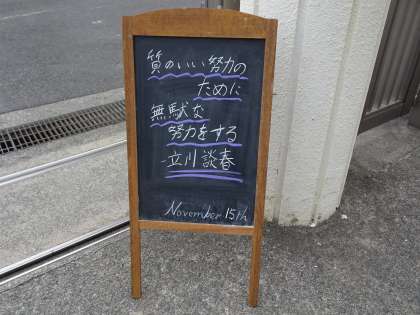 質のいい努力の
ために
無駄な
努力をする
-立川談春
November 15th